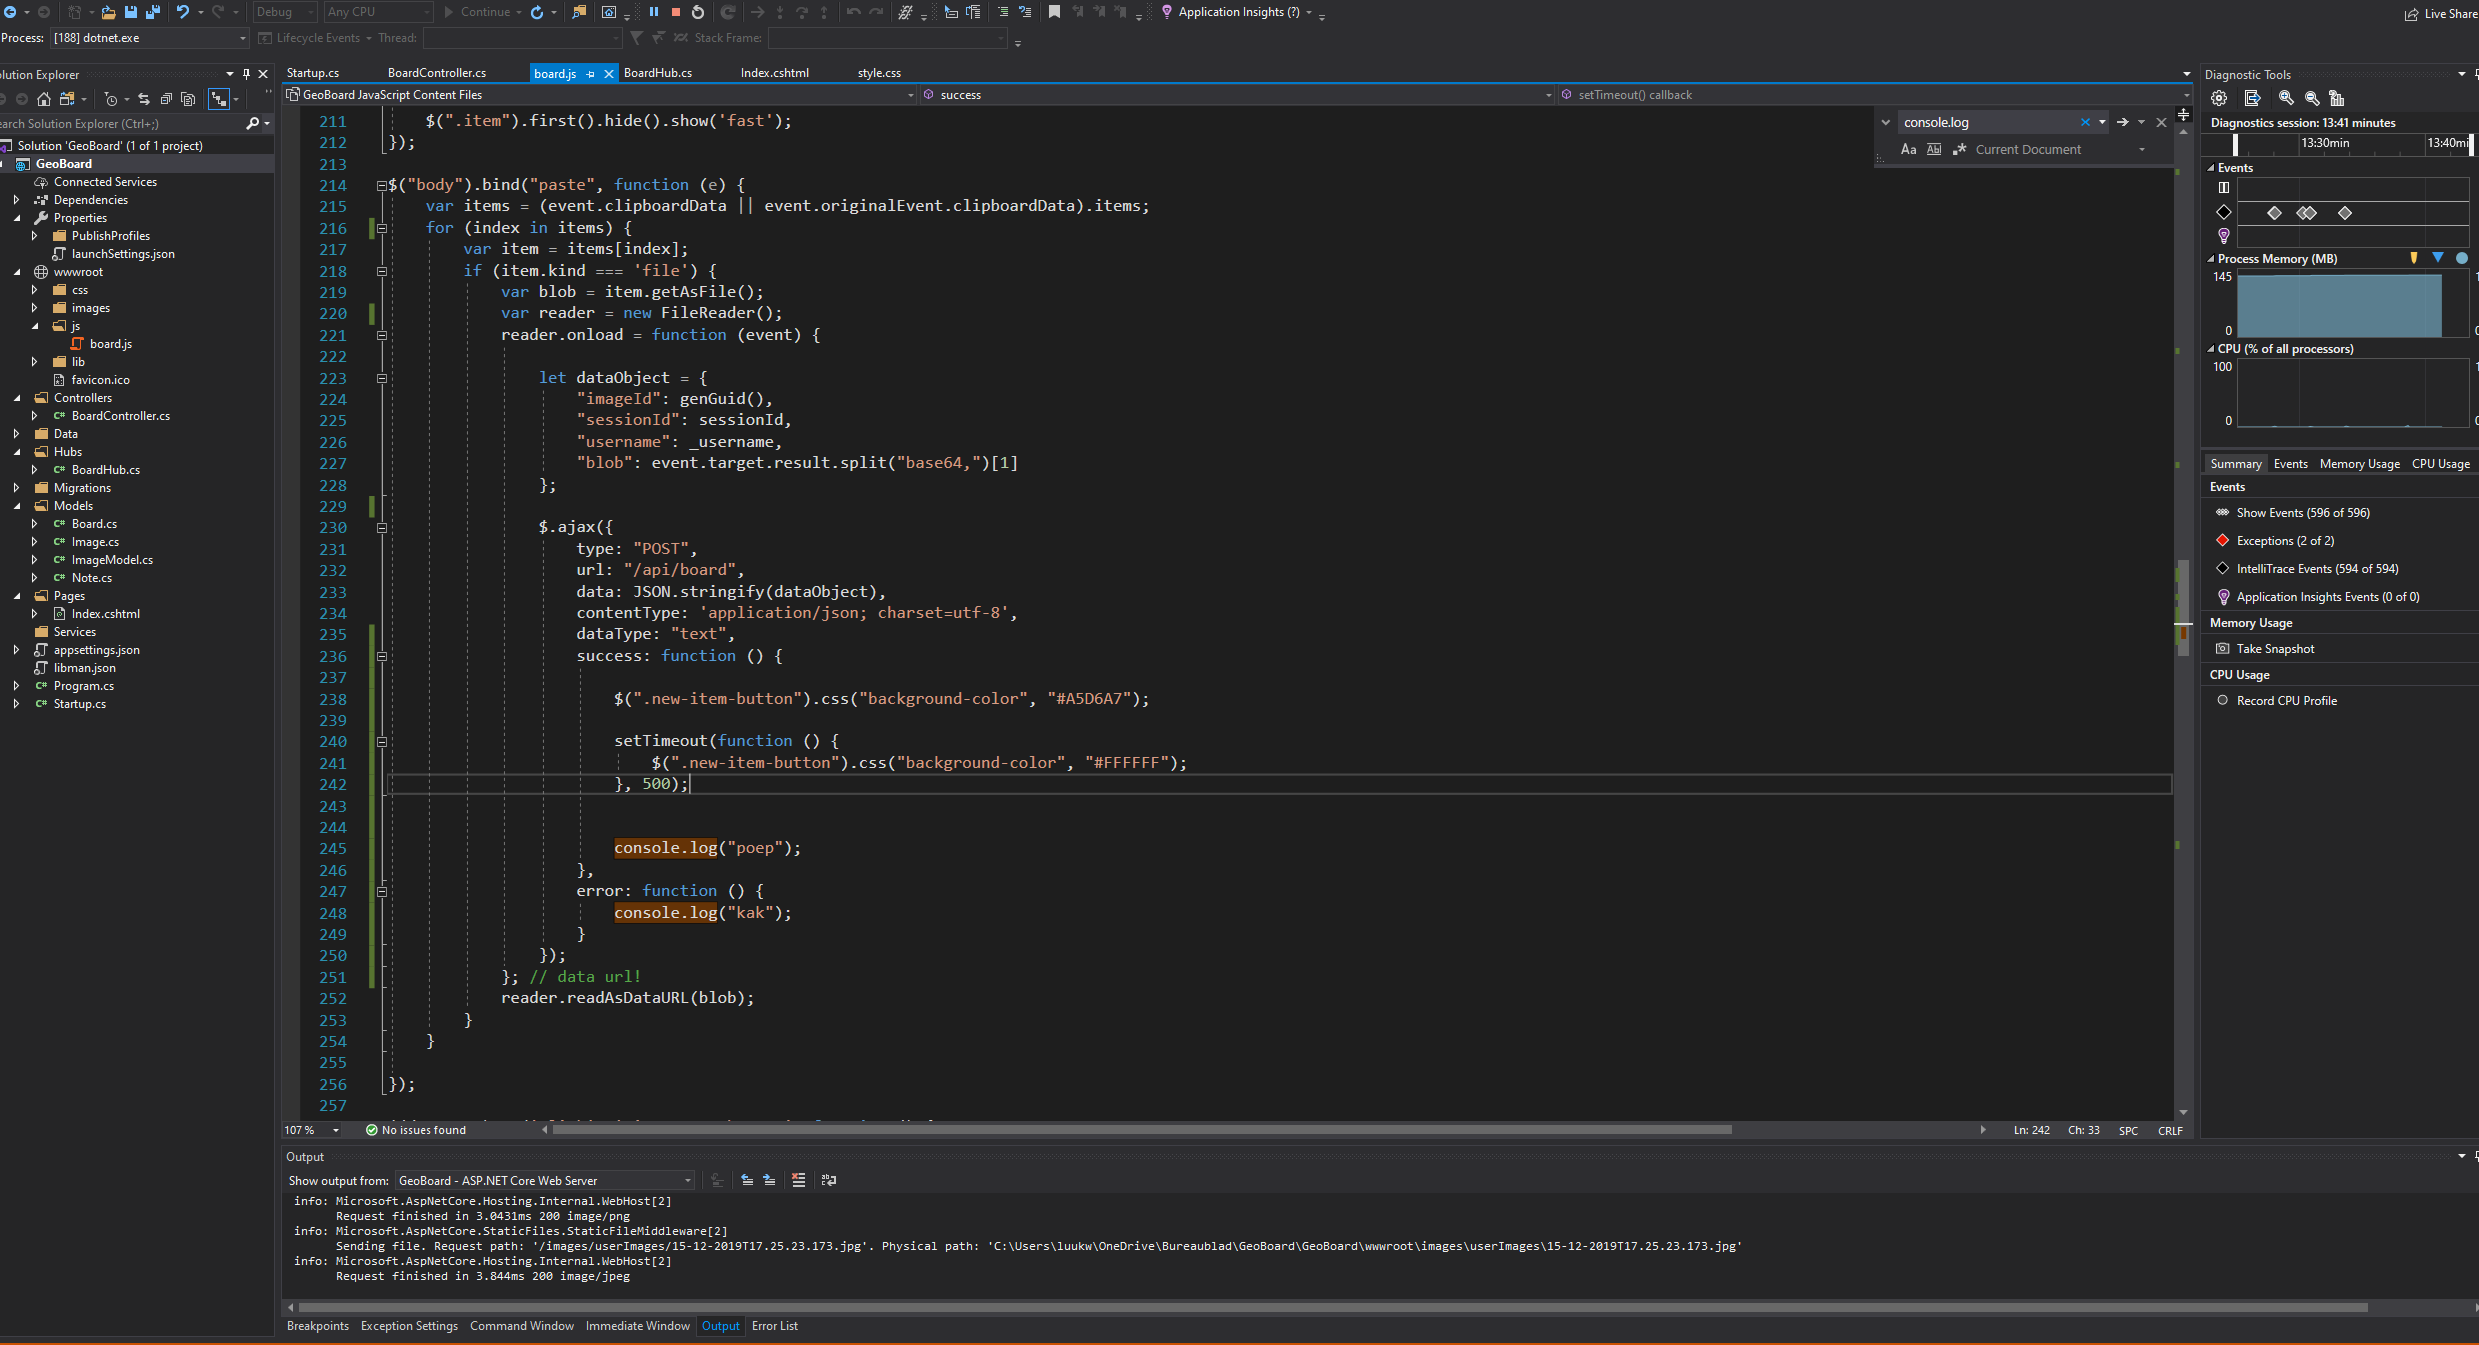 Debug
Any CPU
Continue
Application Insights (?)
Live Share
Process:
[188] dotnet.exe
Lifecycle Events
Thread:
Stack Frame:
olution Explorer
earch Solution Explorer (Ctrl+;)
Solution 'GeoBoard' (1 of 1 project)
GeoBoard
Connected Services
Dependencies
Properties
PublishProfiles
launchSettings.json
wwwroot
css
images
js
board.js
lib
favicon.ico
Controllers
C# BoardController.cs
Data
Hubs
C# BoardHub.cs
Migrations
Models
C# Board.cs
C# Image.cs
C# ImageModel.cs
C# Note.cs
Pages
Index.cshtml
Services
appsettings.json
libman.json
C# Program.cs
C# Startup.cs
Startup.cs
BoardController.cs
board.js
BoardHub.cs
Index.cshtml
style.css
GeoBoard JavaScript Content Files
success
setTimeout() callback
console.log
Aa
Ab
Current Document
211 $(".item").first().hide().show('fast');
212 });
213
214 $("body").bind("paste", function (e) {
215 var items = (event.clipboardData || event.originalEvent.clipboardData).items;
216 for (index in items) {
217 var item = items[index];
218 if (item.kind === 'file') {
219 var blob = item.getAsFile();
220 var reader = new FileReader();
221 reader.onload = function (event) {
222
223 let dataObject = {
224 "imageId": genGuid(),
225 "sessionId": sessionId,
226 "username": _username,
227 "blob": event.target.result.split("base64,")[1]
228 };
229
230 $.ajax({
231 type: "POST",
232 url: "/api/board",
233 data: JSON.stringify(dataObject),
234 contentType: 'application/json; charset=utf-8',
235 dataType: "text",
236 success: function () {
237
238 $(".new-item-button").css("background-color", "#A5D6A7");
239
240 setTimeout(function () {
241 $(".new-item-button").css("background-color", "#FFFFFF");
242 }, 500);
243
244
245 console.log("poep");
246 },
247 error: function () {
248 console.log("kak");
249 }
250 });
251 }; // data url!
252 reader.readAsDataURL(blob);
253 }
254 }
255
256 });
257
107 %
No issues found
Ln: 242
Ch: 33
SPC
CRLF
Diagnostic Tools
Diagnostics session: 13:41 minutes
13:30min
13:40mi
Events
Process Memory (MB)
145
0
CPU (% of all processors)
100
0
Summary
Events
Memory Usage
CPU Usage
Events
Show Events (596 of 596)
Exceptions (2 of 2)
IntelliTrace Events (594 of 594)
Application Insights Events (0 of 0)
Memory Usage
Take Snapshot
CPU Usage
Record CPU Profile
Output
Show output from:
GeoBoard - ASP.NET Core Web Server
info: Microsoft.AspNetCore.Hosting.Internal.WebHost[2]
Request finished in 3.0431ms 200 image/png
info: Microsoft.AspNetCore.StaticFiles.StaticFileMiddleware[2]
Sending file. Request path: '/images/userImages/15-12-2019T17.25.23.173.jpg'. Physical path: 'C:\Users\luukw\OneDrive\Bureaublad\GeoBoard\GeoBoard\wwwroot\images\userImages\15-12-2019T17.25.23.173.jpg'
info: Microsoft.AspNetCore.Hosting.Internal.WebHost[2]
Request finished in 3.844ms 200 image/jpeg
Breakpoints
Exception Settings
Command Window
Immediate Window
Output
Error List